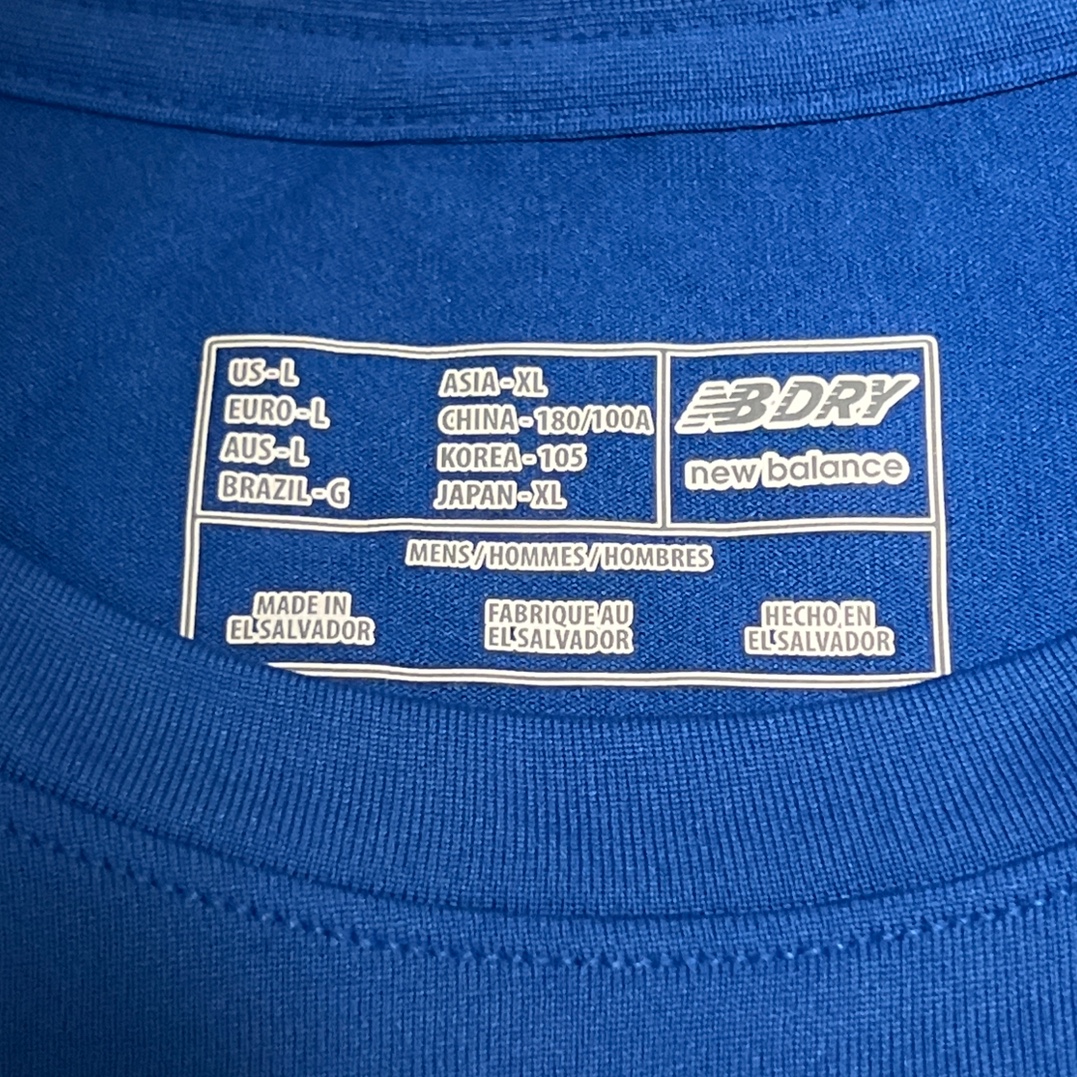 US-L
EURO-L
AUS-L
BRAZIL-G
ASIA-XL
CHINA-180/100A
KOREA-105
JAPAN-XL
NB DRY
new balance
MENS/HOMMES/HOMBRES
MADE IN
EL SALVADOR
FABRIQUE AU
EL SALVADOR
HECHO EN
EL SALVADOR